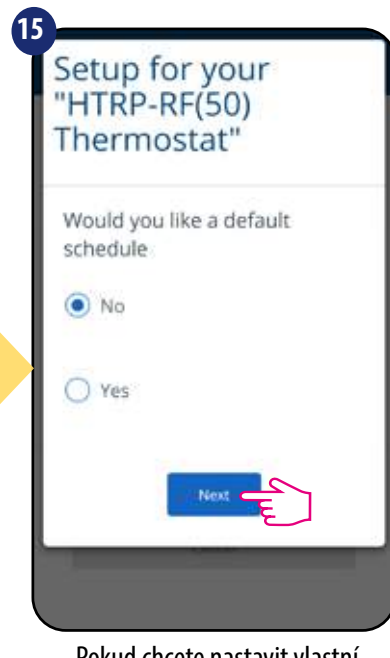 15
Setup for your
"HTRP-RF(50)
Thermostat"
Would you like a default
schedule
No
Yes
Next
Pokud chcete nastavit vlastní